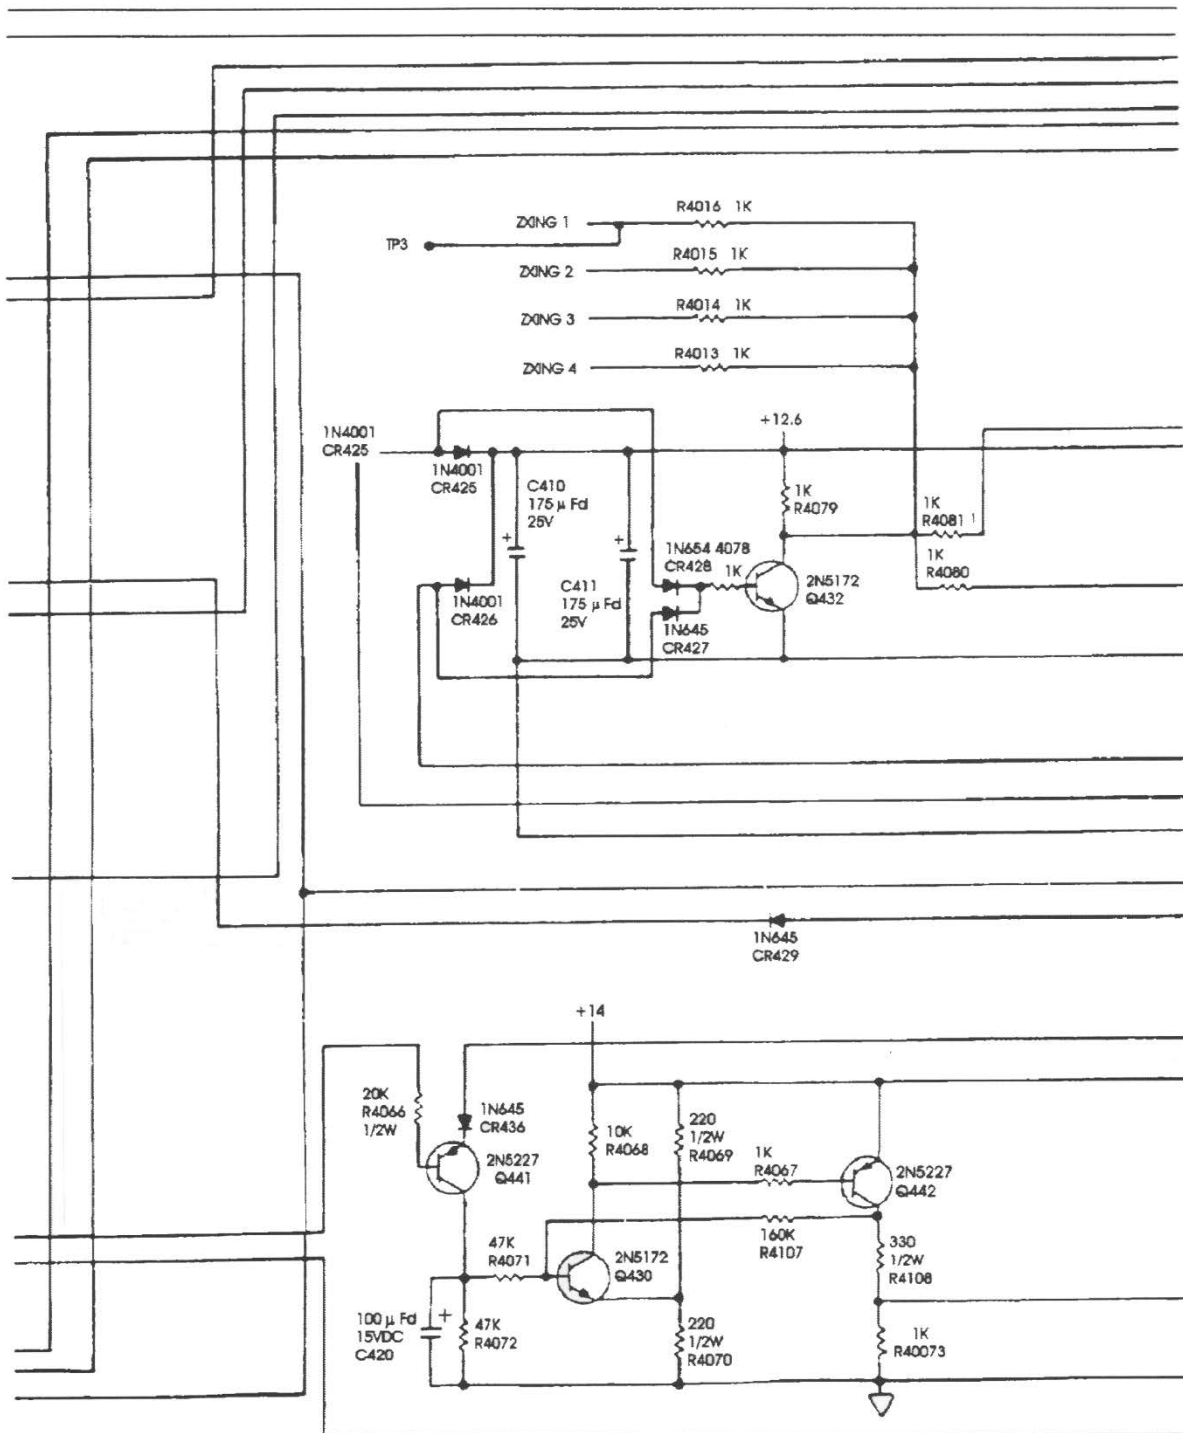 R4016 1K
ZXING 1
TP3
R4015 1K
ZXING 2
R4014 1K
ZXING 3
R4013 1K
ZXING 4
+12.6
1N4001
CR425
1N4001
CR425
C410
175 μ Fd
25V
+
+
1K
R4079
1K
R4081 1
1K
R4080
1N654 4078
CR428
1K
2N5172
Q432
1N4001
CR426
C411
175 μ Fd
25V
1N645
CR427
1N645
CR429
+14
20K
R4066
1/2W
1N645
CR436
2N5227
Q441
10K
R4068
220
1/2W
R4069
1K
R4067
2N5227
Q442
160K
R4107
47K
R4071
2N5172
Q430
330
1/2W
R4108
100 μ Fd
15VDC
C420
+
47K
R4072
220
1/2W
R4070
1K
R40073